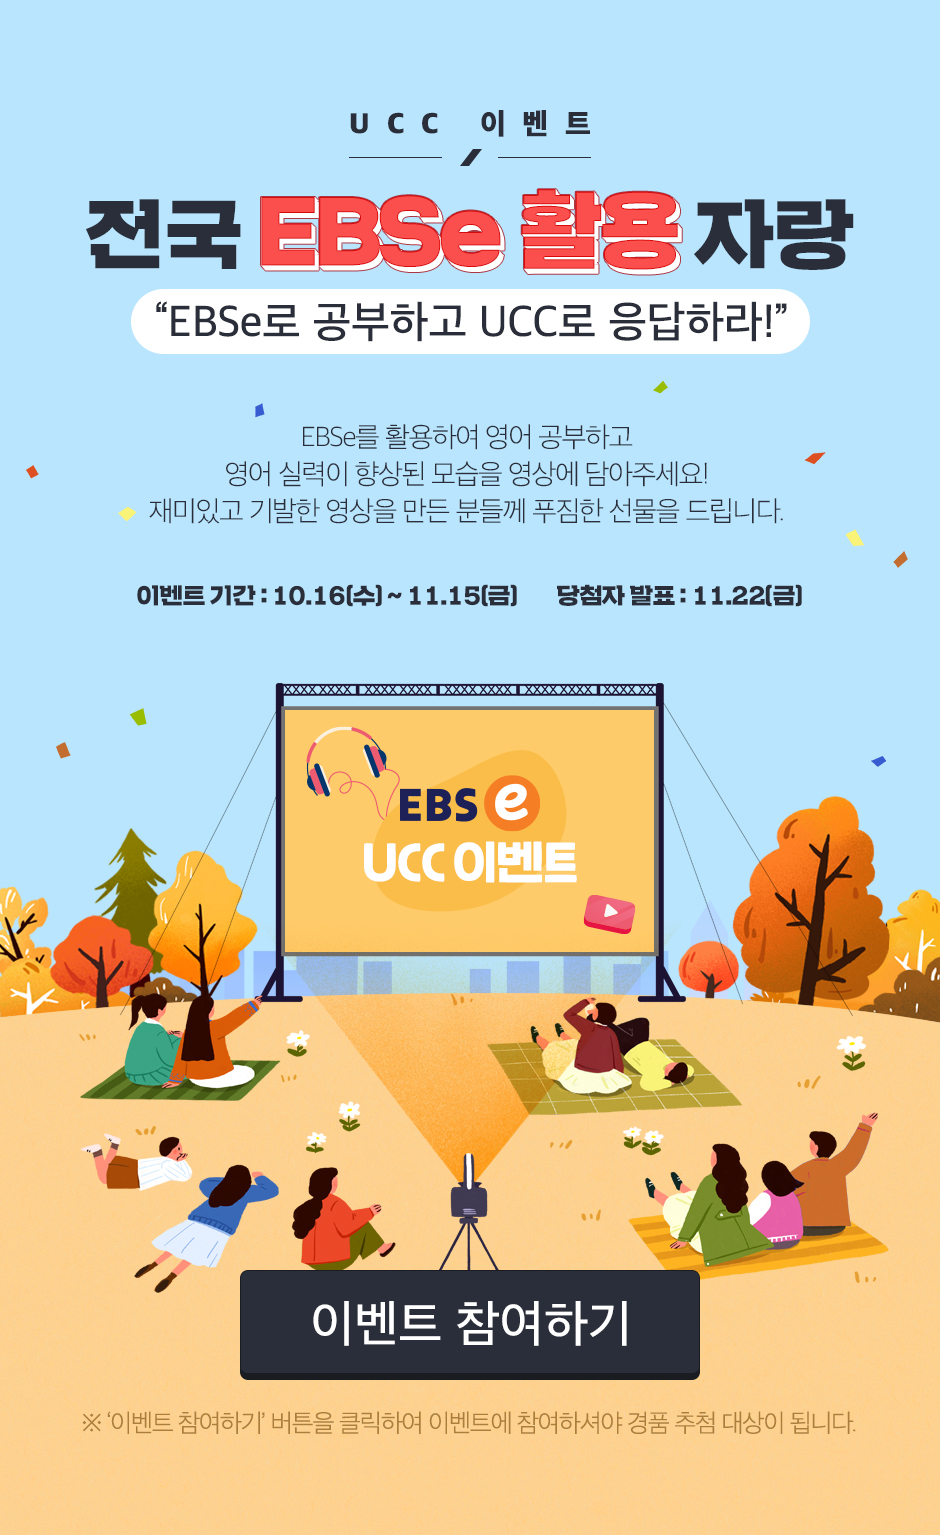 UCC 이벤트
전국 EBSe 활용 자랑
“EBSe로 공부하고 UCC로 응답하라!”
EBSe를 활용하여 영어 공부하고
영어 실력이 향상된 모습을 영상에 담아주세요!
재미있고 기발한 영상을 만든 분들께 푸짐한 선물을 드립니다.
이벤트 기간 : 10.16(수) ~ 11.15(금) 당첨자 발표 : 11.22(금)
EBS e
UCC 이벤트
이벤트 참여하기
※ ‘이벤트 참여하기’ 버튼을 클릭하여 이벤트에 참여하셔야 경품 추첨 대상이 됩니다.